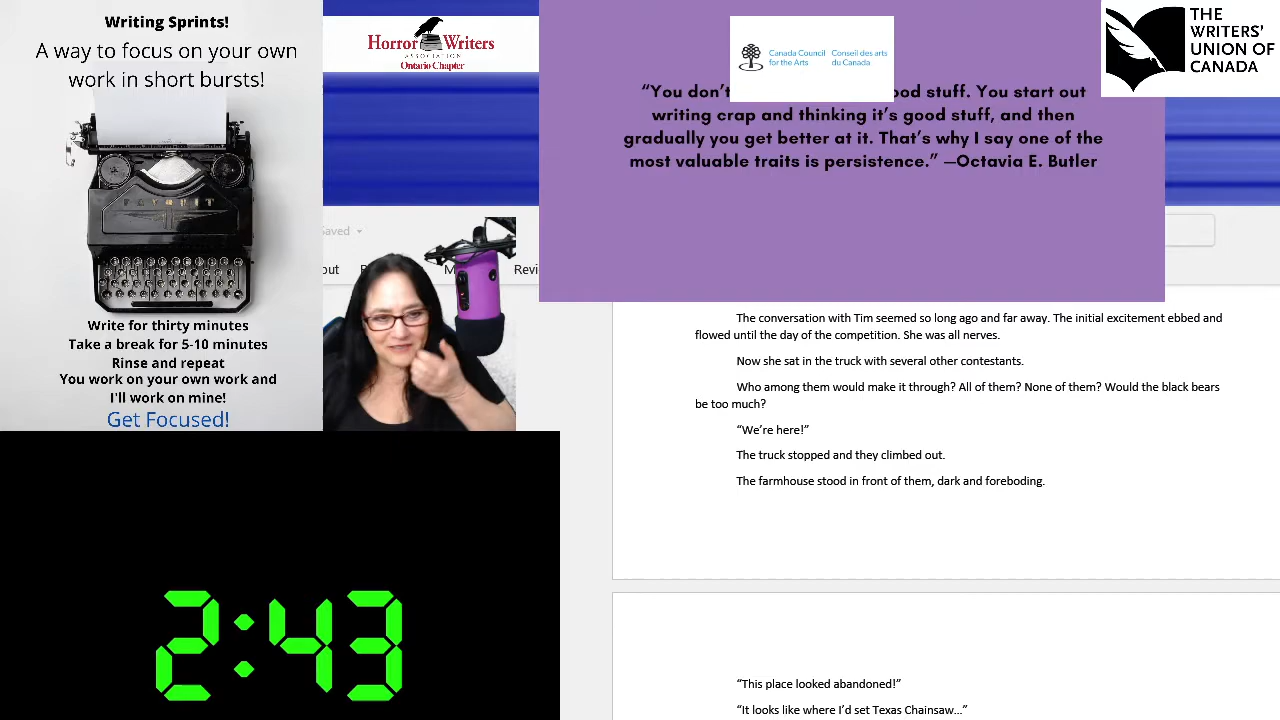 Writing Sprints!
A way to focus on your own
work in short bursts!
Write for thirty minutes
Take a break for 5-10 minutes
Rinse and repeat
You work on your own work and
I'll work on mine!
Get Focused!
Horror Writers
ASSOCIATION
Ontario Chapter
Canada Council
for the Arts
Conseil des arts
du Canada
THE
WRITERS'
UNION OF
CANADA
“You don't ood stuff. You start out
writing crap and thinking it's good stuff, and then
gradually you get better at it. That's why I say one of the
most valuable traits is persistence.” —Octavia E. Butler
Saved
out
M
Revi
The conversation with Tim seemed so long ago and far away. The initial excitement ebbed and
flowed until the day of the competition. She was all nerves.
Now she sat in the truck with several other contestants.
Who among them would make it through? All of them? None of them? Would the black bears
be too much?
“We’re here!”
The truck stopped and they climbed out.
The farmhouse stood in front of them, dark and foreboding.
“This place looked abandoned!”
“It looks like where I’d set Texas Chainsaw...”
2:43